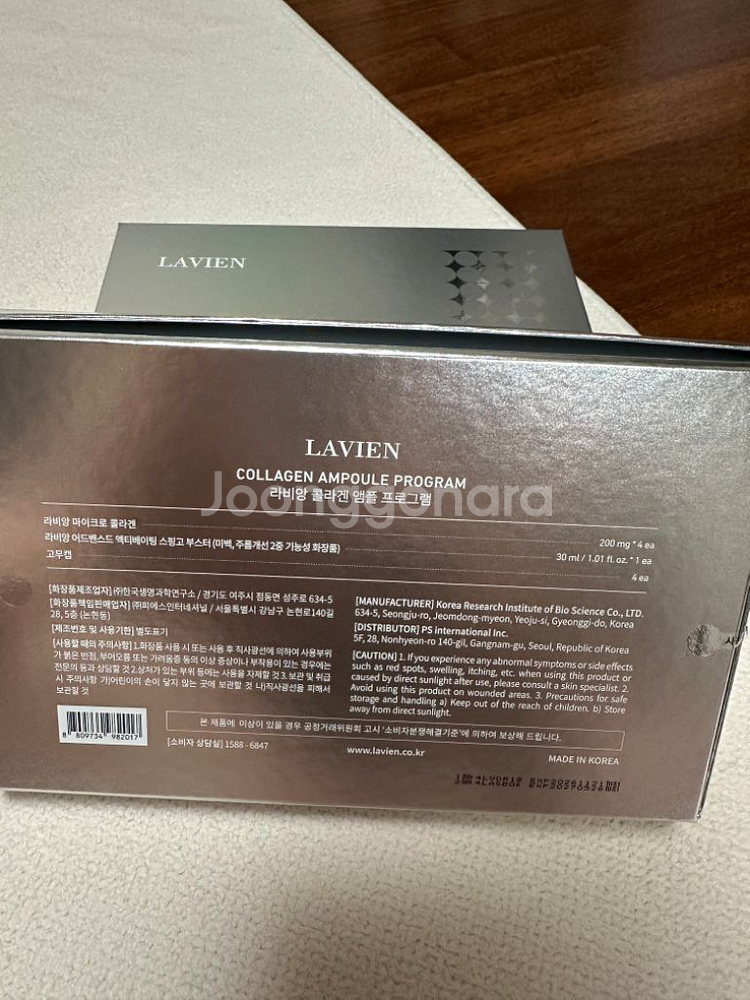 LAVIEN
LAVIEN
COLLAGEN AMPOULE PROGRAM
라비앙 콜라겐 앰플 프로그램
Joonggonara
라비앙 마이크로 콜라겐 200 mg * 4 ea
라비앙 어드밴스드 액티베이팅 스핑고 부스터 (미백, 주름개선 2중 기능성 화장품) 30 ml / 1.01 fl. oz. * 1 ea
고무캡 4 ea
[화장품제조업자] ㈜한국생명과학연구소 / 경기도 여주시 점동면 성주로 634-5
[화장품책임판매업자] ㈜피에스인터내셔널 / 서울특별시 강남구 논현로140길
28, 5층 (논현동)
[제조번호 및 사용기한] 별도표기
[사용할 때의 주의사항] 1.화장품 사용 시 또는 사용 후 직사광선에 의하여 사용부위
가 붉은 반점, 부어오름 또는 가려움증 등의 이상 증상이나 부작용이 있는 경우에는
전문의 등과 상담할 것 2.상처가 있는 부위 등에는 사용을 자제할 것 3.보관 및 취급
시 주의사항 가)어린이의 손이 닿지 않는 곳에 보관할 것 나)직사광선을 피해서
보관할 것
[MANUFACTURER] Korea Research Institute of Bio Science Co., LTD.
634-5, Seongju-ro, Jeomdong-myeon, Yeoju-si, Gyeonggi-do, Korea
[DISTRIBUTOR] PS International Inc.
5F, 28, Nonhyeon-ro 140-gil, Gangnam-gu, Seoul, Republic of Korea
[CAUTION] 1. If you experience any abnormal symptoms or side effects
such as red spots, swelling, itching, etc. when using this product or
caused by direct sunlight after use, please consult a skin specialist. 2.
Avoid using this product on wounded areas. 3. Precautions for safe
storage and handling a) Keep out of the reach of children. b) Store
away from direct sunlight.
8 809734 982017
본 제품에 이상이 있을 경우 공정거래위원회 고시 '소비자분쟁해결기준'에 의하여 보상해 드립니다.
[소비자 상담실] 1588 - 6847
www.lavien.co.kr
MADE IN KOREA